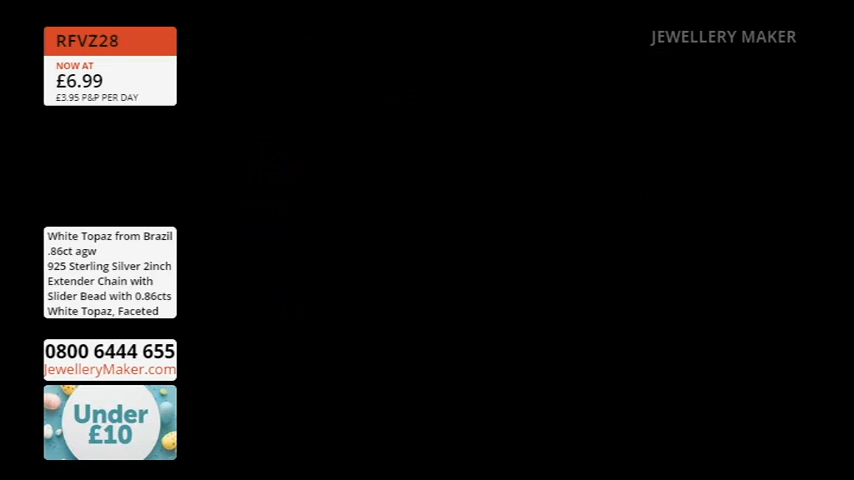 RFVZ28
NOW AT
£6.99
£3.95 P&P PER DAY
JEWELLERY MAKER
White Topaz from Brazil
.86ct agw
925 Sterling Silver 2inch
Extender Chain with
Slider Bead with 0.86cts
White Topaz, Faceted
0800 6444 655
JewelleryMaker.com
Under
£10